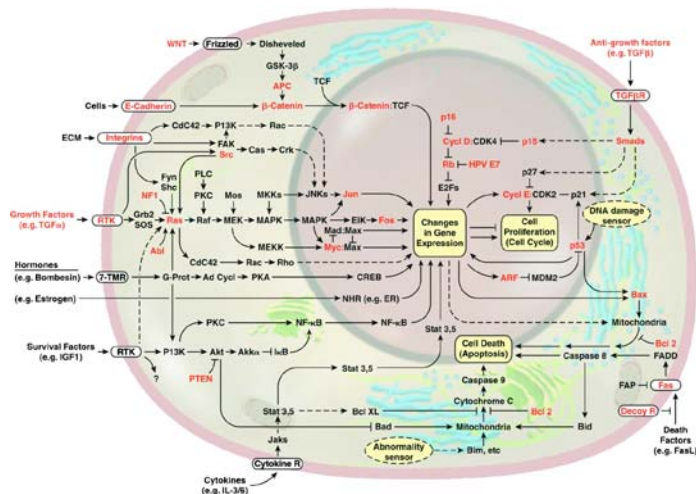 WNT Frizzled Disheveled
GSK-3β
APC
Cells E-Cadherin β-Catenin
TCF
β-Catenin:TCF
Anti-growth factors
(e.g. TGFβ)
TGFβR
Smads
p16
Cycl D:CDK4 p15
Rb HPV E7
E2Fs
p27
Cycl E:CDK2 p21
DNA damage
sensor
Cell
Proliferation
(Cell Cycle)
p53
ARF MDM2
Changes
in Gene
Expression
ECM Integrins
CdC42 P13K Rac
FAK
Src Cas Crk
Fyn
Shc
NF1
PLC
PKC
Mos
MKKs JNKs Jun
Growth Factors
(e.g. TGFα)
RTK Grb2
SOS
Ras Raf MEK MAPK MAPK ElK Fos
Mad:Max
MEKK Myc:Max
Abl
CdC42 Rac Rho
Hormones
(e.g. Bombesin) 7-TMR G-Prot Ad Cycl PKA CREB
(e.g. Estrogen) NHR (e.g. ER)
PKC NF-κB NF-κB
Survival Factors
(e.g. IGF1)
RTK P13K Akt Akkα IκB
?
PTEN
Stat 3,5
Stat 3,5
Stat 3,5 Bcl XL
Jaks
Cytokine R
Cytokines
(e.g. IL-3/6)
Bad Mitochondria
Abnormality
sensor
Bim, etc
Cell Death
(Apoptosis)
Caspase 9
Cytochrome C
Bcl 2
Bax
Mitochondria
Bcl 2
Caspase 8 FADD
FAP Fas
Bid
Decoy R
Death
Factors
(e.g. FasL)